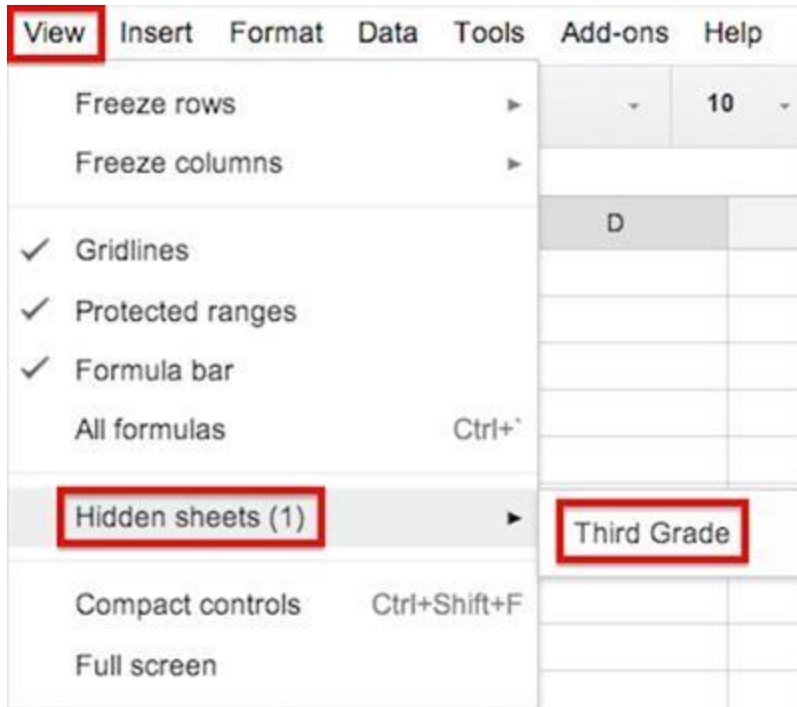 View Insert Format Data Tools Add-ons Help
Freeze rows
10
Freeze columns
D
Gridlines
Protected ranges
Formula bar
All formulas Ctrl+`
Hidden sheets (1)
Third Grade
Compact controls Ctrl+Shift+F
Full screen